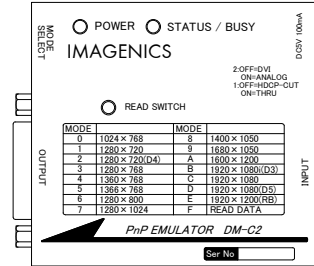 MODE SELECT
POWER STATUS / BUSY
DC5V 100mA
IMAGENICS
2:OFF=DVI
ON=ANALOG
1:OFF=HDCP-CUT
ON=THRU
READ SWITCH
MODE MODE
0 1024×768 8 1400×1050
1 1280×720 9 1680×1050
2 1280×720(D4) A 1600×1200
3 1280×768 B 1920×1080i(D3)
4 1360×768 C 1920×1080
5 1366×768 D 1920×1080(D5)
6 1280×800 E 1920×1200(RB)
7 1280×1024 F READ DATA
OUTPUT
INPUT
PnP EMULATOR DM-C2
Ser No